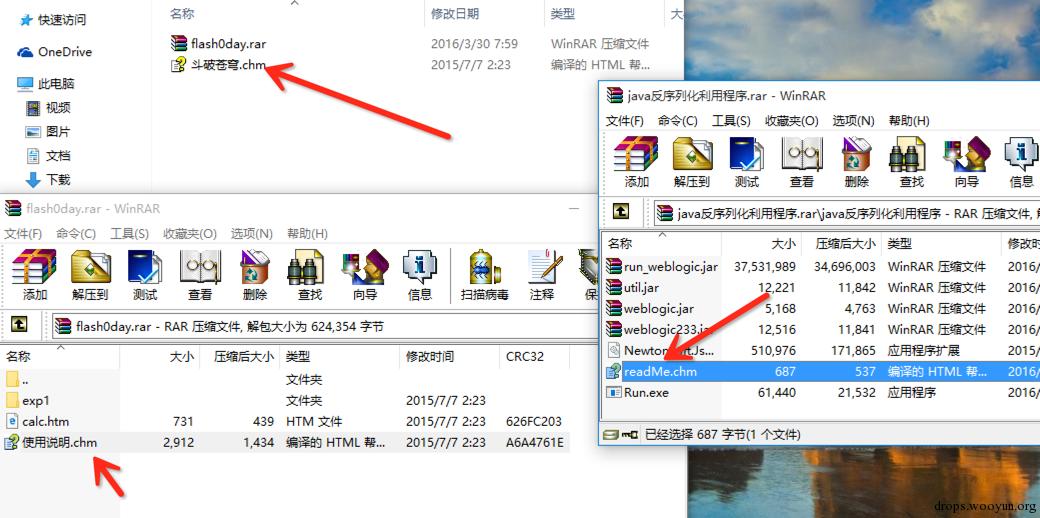 快速访问
OneDrive
此电脑
视频
图片
文档
下载
名称 修改日期 类型 大
flash0day.rar 2016/3/30 7:59 WinRAR 压缩文件
斗破苍穹.chm 2015/7/7 2:23 编译的 HTML 帮...
java反序列化利用程序.rar - WinRAR
文件(F) 命令(C) 工具(S) 收藏夹(O) 选项(N) 帮助(H)
添加 解压到 测试 查看 删除 查找 向导 信息
java反序列化利用程序.rar\java反序列化利用程序 - RAR 压缩文件, 解
名称 大小 压缩后大小 类型 修改时
run_weblogic.jar 37,531,989 34,696,003 WinRAR 压缩文件 2016/
util.jar 12,221 11,842 WinRAR 压缩文件 2016/
weblogic.jar 5,168 4,763 WinRAR 压缩文件 2016/
weblogic233.jar 12,516 11,841 WinRAR 压缩文件 2016/
510,976 171,865 应用程序扩展 2015/
readMe.chm 687 537 编译的 HTML 帮... 2016/
Run.exe 61,440 21,532 应用程序 2016/
已经选择 687 字节(1 个文件)
flash0day.rar - WinRAR
文件(F) 命令(C) 工具(S) 收藏夹(O) 选项(N) 帮助(H)
添加 解压到 测试 查看 删除 查找 向导 信息 扫描病毒 注释 保
flash0day.rar - RAR 压缩文件, 解包大小为 624,354 字节
名称 大小 压缩后大小 类型 修改时间 CRC32
.. 文件夹
exp1 文件夹 2015/7/7 2:23
calc.htm 731 439 HTM 文件 2015/7/7 2:23 626FC203
使用说明.chm 2,912 1,434 编译的 HTML 帮... 2015/7/7 2:23 A6A4761E
drops.wooyun.org